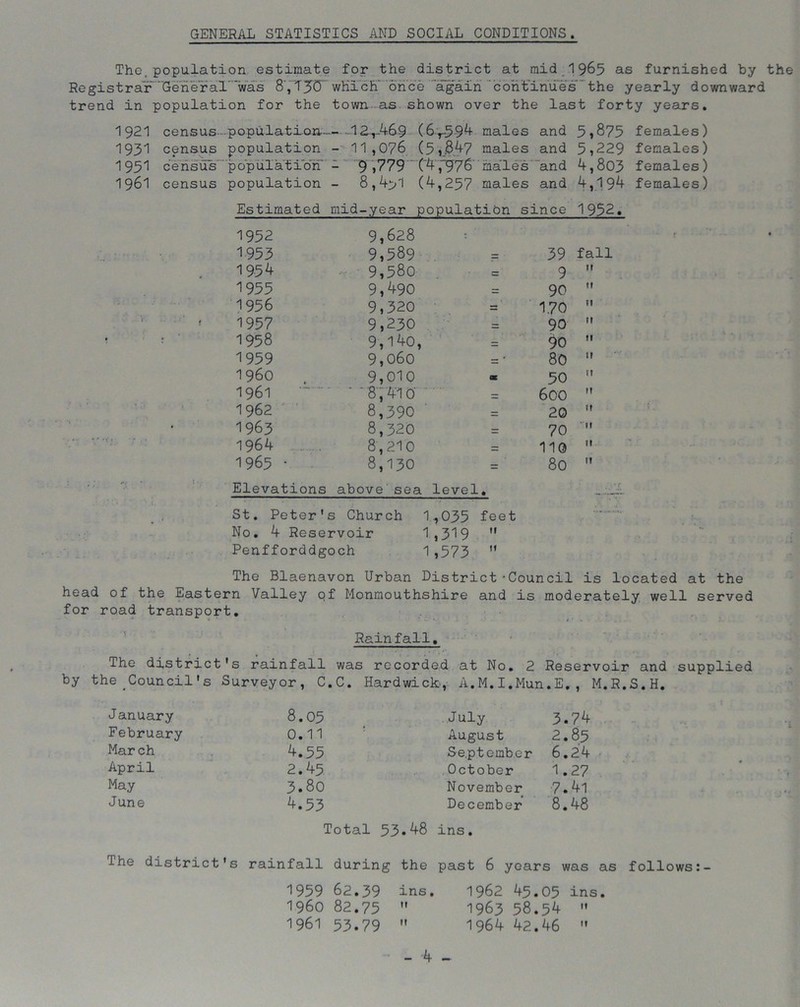 GENERAL STATISTICS AND SOCIAL CONDITIONS.
The population estimate for the district at mid 1965 as furnished by the
Registrar General was 8,130 which once again continues the yearly downward
trend in population for the town as shown over the last forty years.
1921 census population - 12,469 (6,594 males and 5,875 females)
1931 census population - 11,076 (5,847 males and 5,229 females)
1951 census population - 9,779 (4,976 males and 4,803 females)
1961 census population - 8,451 (4,257 males and 4,194 females)
Estimated mid-year population since 1952.
1952 9,628
1953 9,589 = 39 fall
1954 9,580 = 9 "
1955 9,490 = 90 "
1956 9,320 = 170 "
1957 9,230 = 90 "
1958 9,140, = 90 "
1959 9,060 = 80 "
1960 9,010 = 50 "
1961 8,410 = 600 "
1962 8,390 = 20 "
1963 8,320 = 70 "
1964 8,210 = 110 "
1965 8,130 = 80 "
Elevations above sea level.
St. Peter's Church 1,035 feet
No. 4 Reservoir 1,319 "
Penfforddgoch 1,573 "
The Blaenavon Urban District Council is located at the
head of the Eastern Valley of Monmouthshire and is moderately well served
for road transport.
Rainfall.
The district's rainfall was recorded at No. 2 Reservoir and supplied
by the Council's Surveyor, C.C. Hardwick, A.M.I.Mun.E., M.R.S.H.
January 8.05 July 3.74
February 0.11 August 2.85
March 4.55 September 6.24
April 2.45 October 1.27
May 3.80 November 7.41
June 4.53 December 8.48
Total 53.48 ins.
The district's rainfall during the past 6 years was as follows:-
1959 62.39 ins. 1962 45.05 ins.
1960 82.75 " 1963 58.54 "
1961 53.79 " 1964 42.46 "
- 4 -